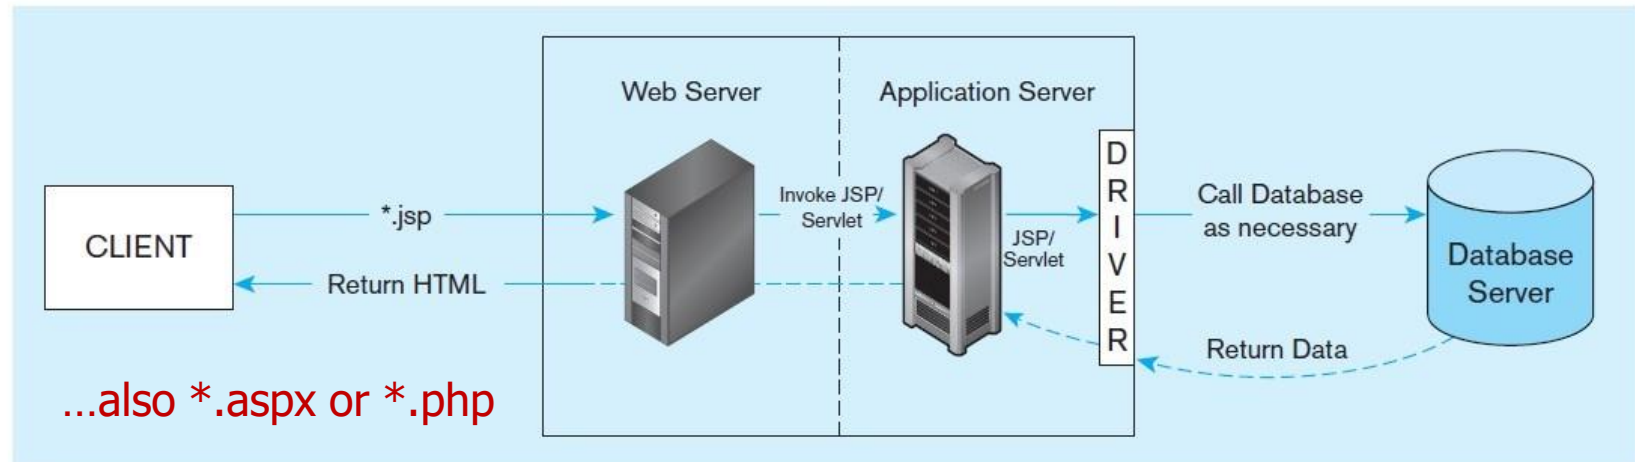 Web Server
Application Server
CLIENT
*.jsp
Return HTML
Invoke JSP/
Servlet
JSP/
Servlet
D
R
I
V
E
R
Call Database
as necessary
Return Data
Database
Server
...also *.aspx or *.php